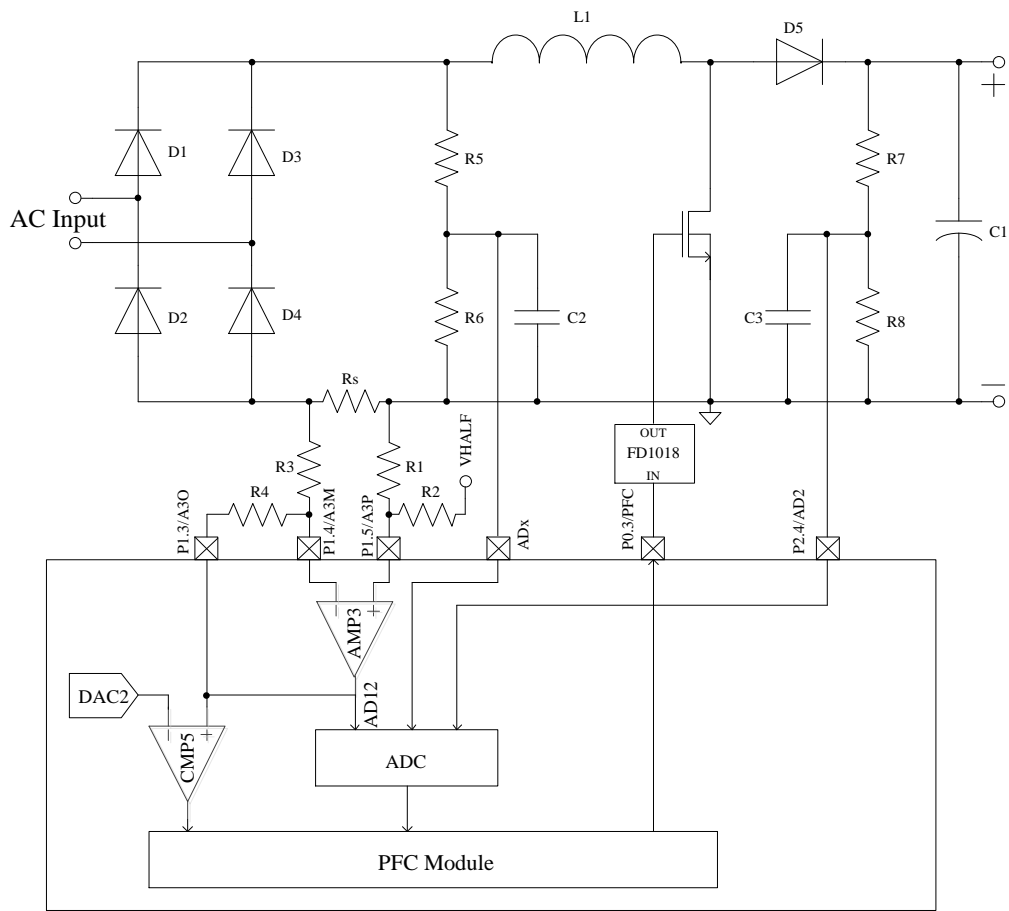 L1
D5
+
D1
D3
R5
R7
AC Input
C1
D2
D4
R6
C2
C3
R8
Rs
−
OUT
FD1018
IN
VHALF
R3
R1
R4
R2
P1.3/A3O
P1.4/A3M
P1.5/A3P
ADx
P0.3/PFC
P2.4/AD2
− +
AMP3
DAC2
AD12
− +
CMP5
ADC
PFC Module